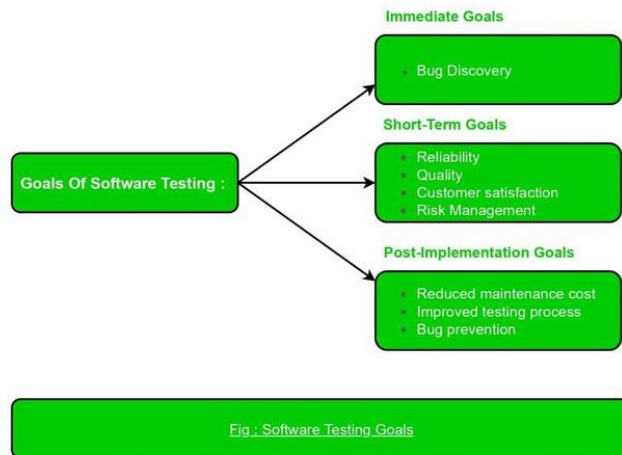 Immediate Goals
• Bug Discovery
Short-Term Goals
• Reliability
• Quality
• Customer satisfaction
• Risk Management
Goals Of Software Testing :
Post-Implementation Goals
• Reduced maintenance cost
• Improved testing process
• Bug prevention
Fig : Software Testing Goals